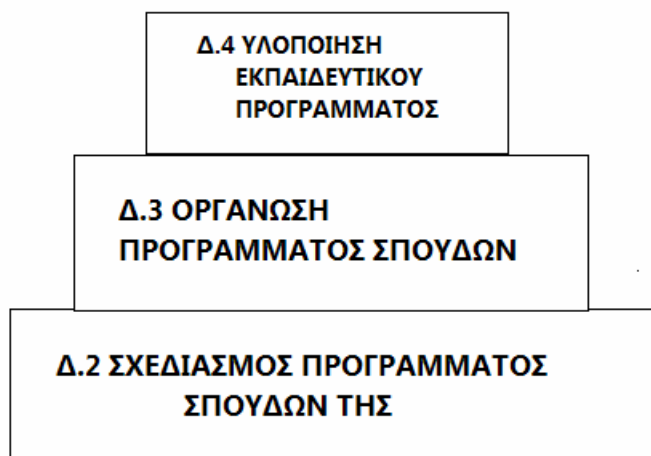 Δ.4 ΥΛΟΠΟΙΗΣΗ
ΕΚΠΑΙΔΕΥΤΙΚΟΥ
ΠΡΟΓΡΑΜΜΑΤΟΣ
Δ.3 ΟΡΓΑΝΩΣΗ
ΠΡΟΓΡΑΜΜΑΤΟΣ ΣΠΟΥΔΩΝ
Δ.2 ΣΧΕΔΙΑΣΜΟΣ ΠΡΟΓΡΑΜΜΑΤΟΣ
ΣΠΟΥΔΩΝ ΤΗΣ